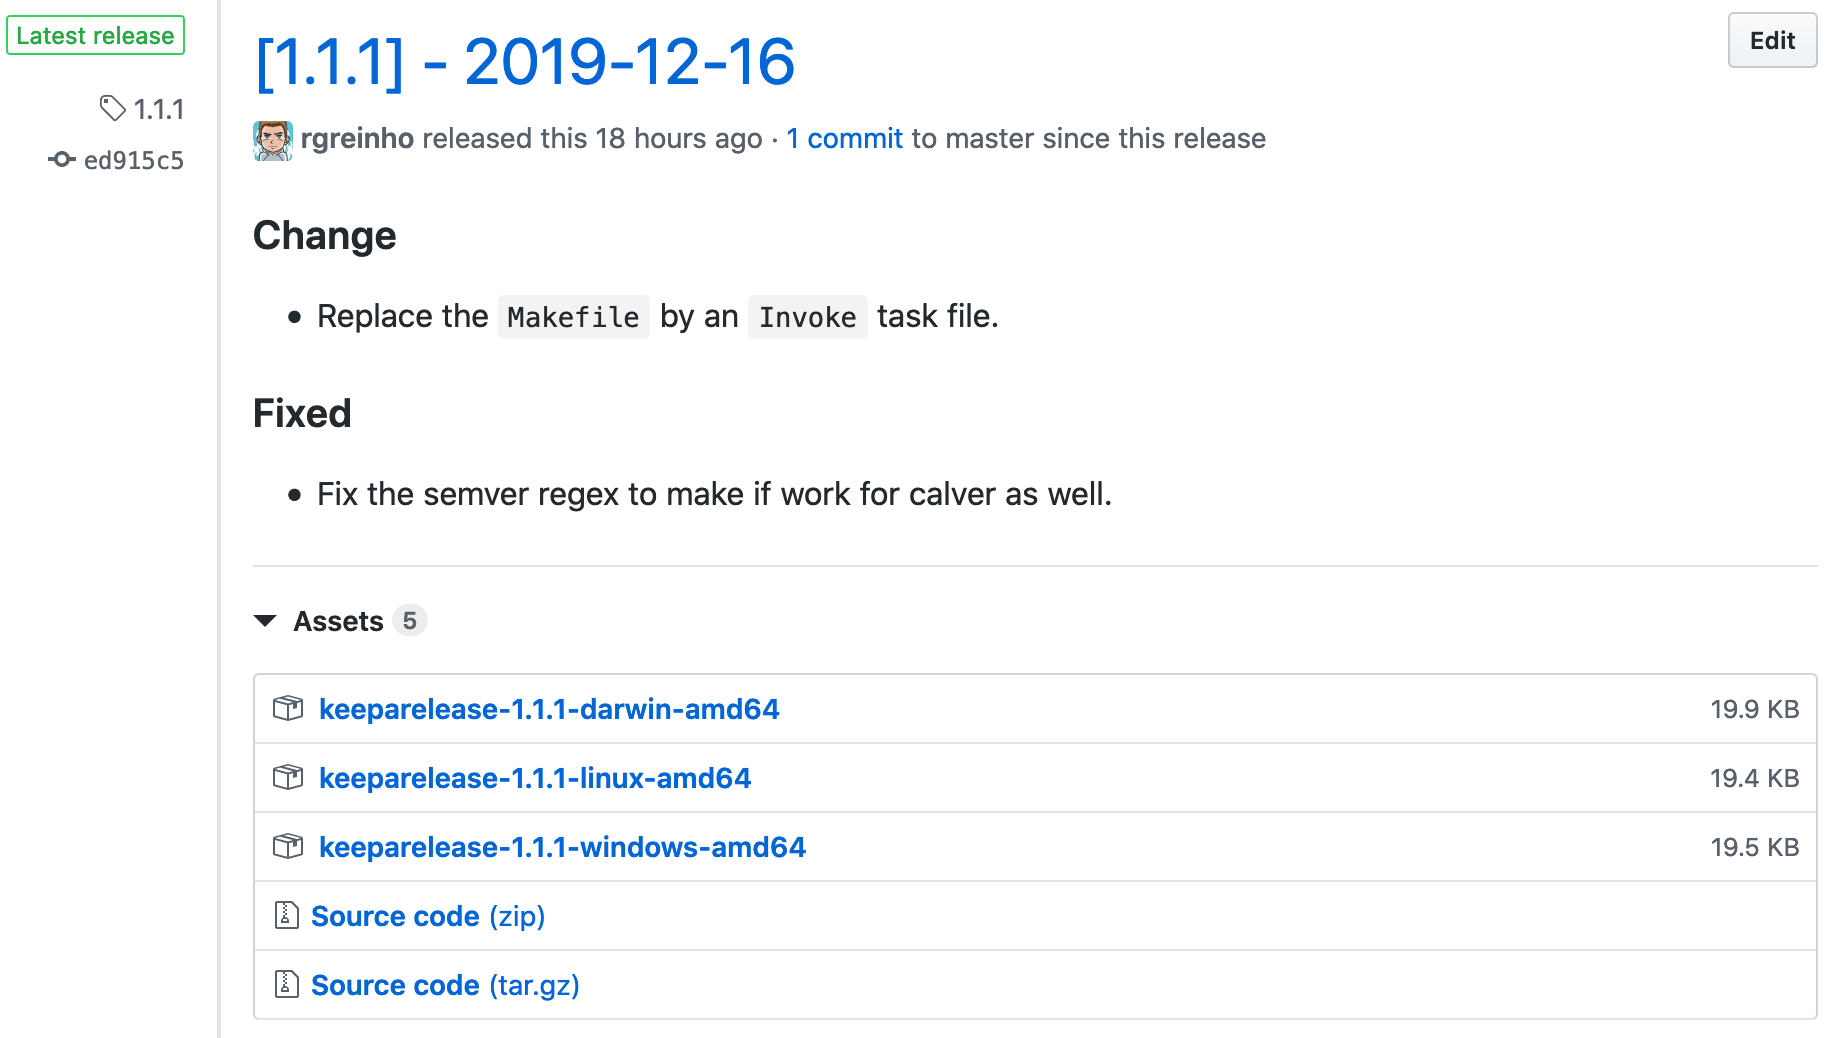 Latest release
1.1.1
ed915c5
[1.1.1] - 2019-12-16
Edit
rgreinho released this 18 hours ago · 1 commit to master since this release
Change
• Replace the Makefile by an Invoke task file.
Fixed
• Fix the semver regex to make if work for calver as well.
Assets 5
keeparelease-1.1.1-darwin-amd64 19.9 KB
keeparelease-1.1.1-linux-amd64 19.4 KB
keeparelease-1.1.1-windows-amd64 19.5 KB
Source code (zip)
Source code (tar.gz)